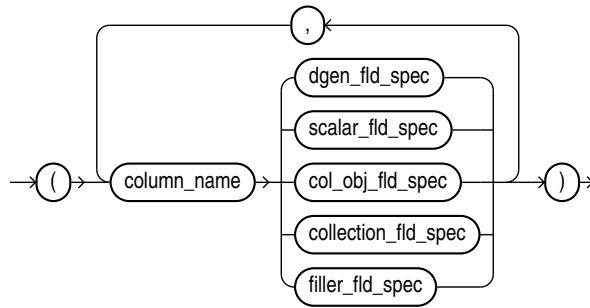 ,
dgen_fld_spec
scalar_fld_spec
( column_name col_obj_fld_spec )
collection_fld_spec
filler_fld_spec